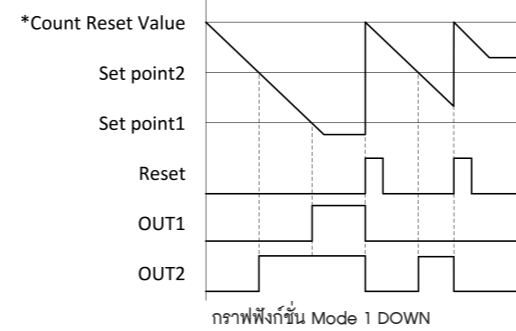 *Count Reset Value
Set point2
Set point1
Reset
OUT1
OUT2
กราฟฟังก์ชั่น Mode 1 DOWN